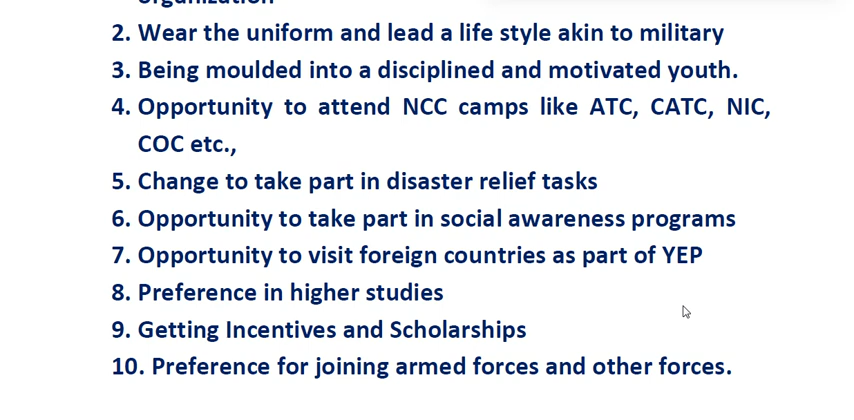 organization
2. Wear the uniform and lead a life style akin to military
3. Being moulded into a disciplined and motivated youth.
4. Opportunity to attend NCC camps like ATC, CATC, NIC,
COC etc.,
5. Change to take part in disaster relief tasks
6. Opportunity to take part in social awareness programs
7. Opportunity to visit foreign countries as part of YEP
8. Preference in higher studies
9. Getting Incentives and Scholarships
10. Preference for joining armed forces and other forces.